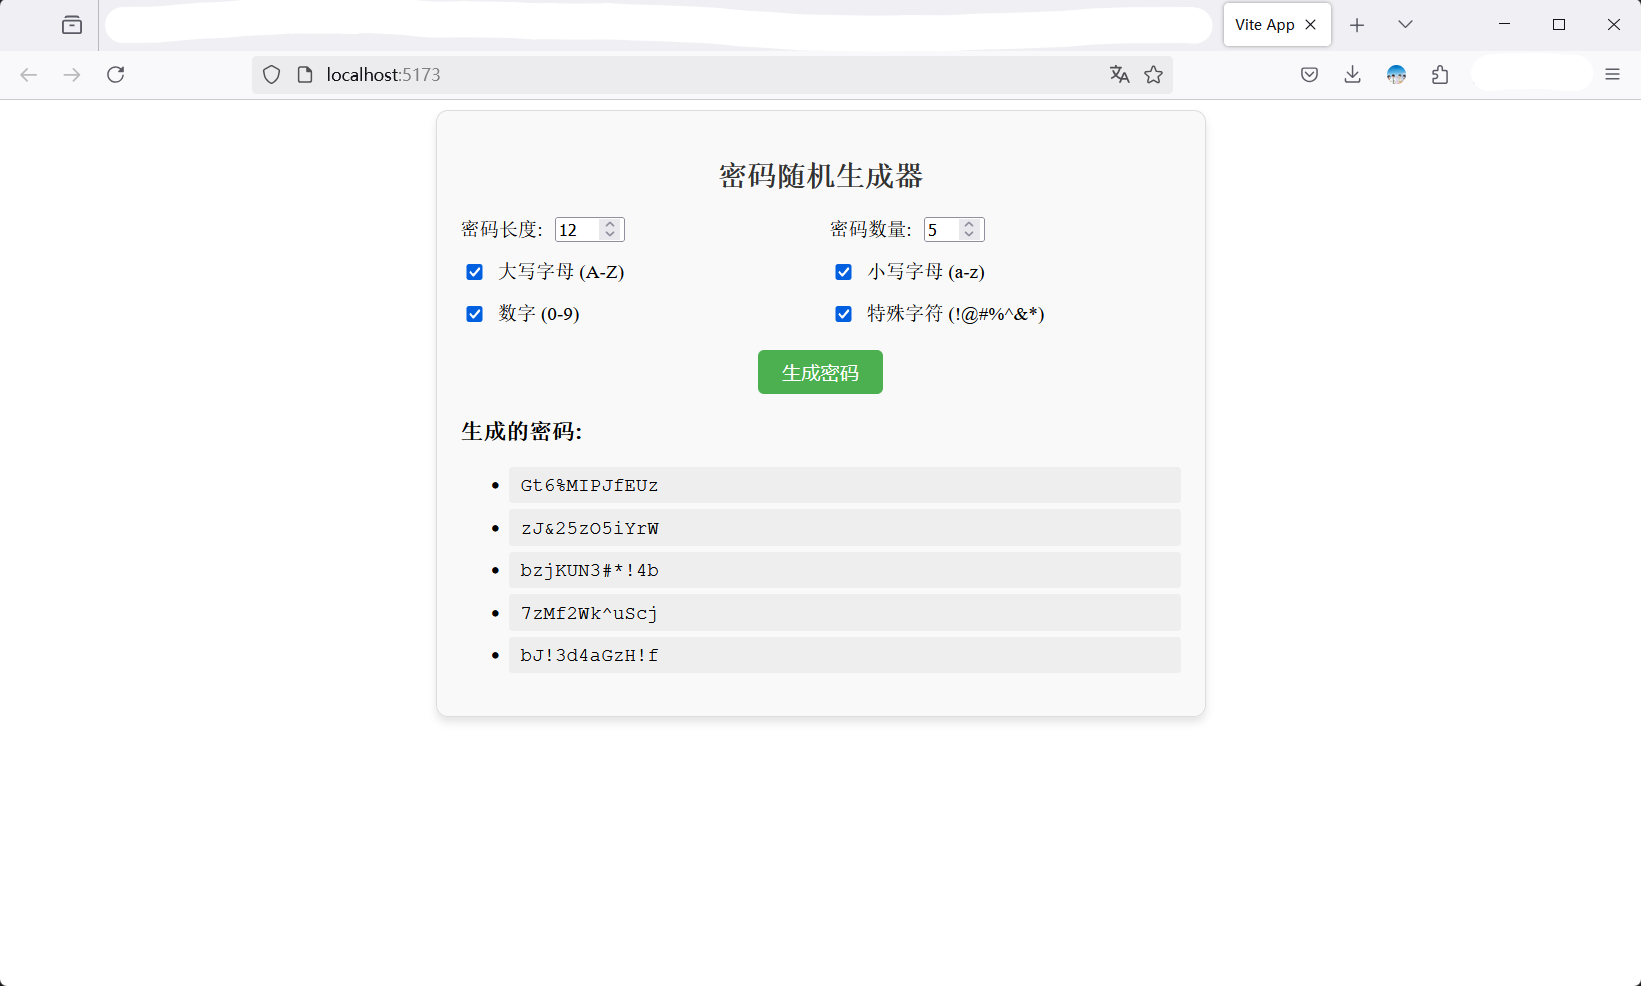 Vite App
localhost:5173
密码随机生成器
密码长度: 12 密码数量: 5
大写字母 (A-Z) 小写字母 (a-z)
数字 (0-9) 特殊字符 (!@#%^&*)
生成密码
生成的密码:
Gt6%MIPJfEUz
zJ&25zO5iYrW
bzjKUN3#*!4b
7zMf2Wk^uScj
bJ!3d4aGzH!f